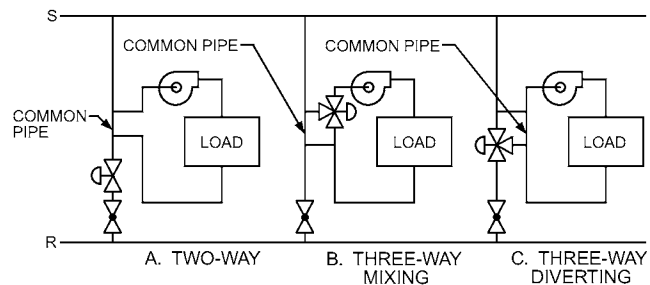 S
COMMON PIPE
COMMON PIPE
COMMON
PIPE
LOAD
LOAD
LOAD
R
A. TWO-WAY
B. THREE-WAY
MIXING
C. THREE-WAY
DIVERTING